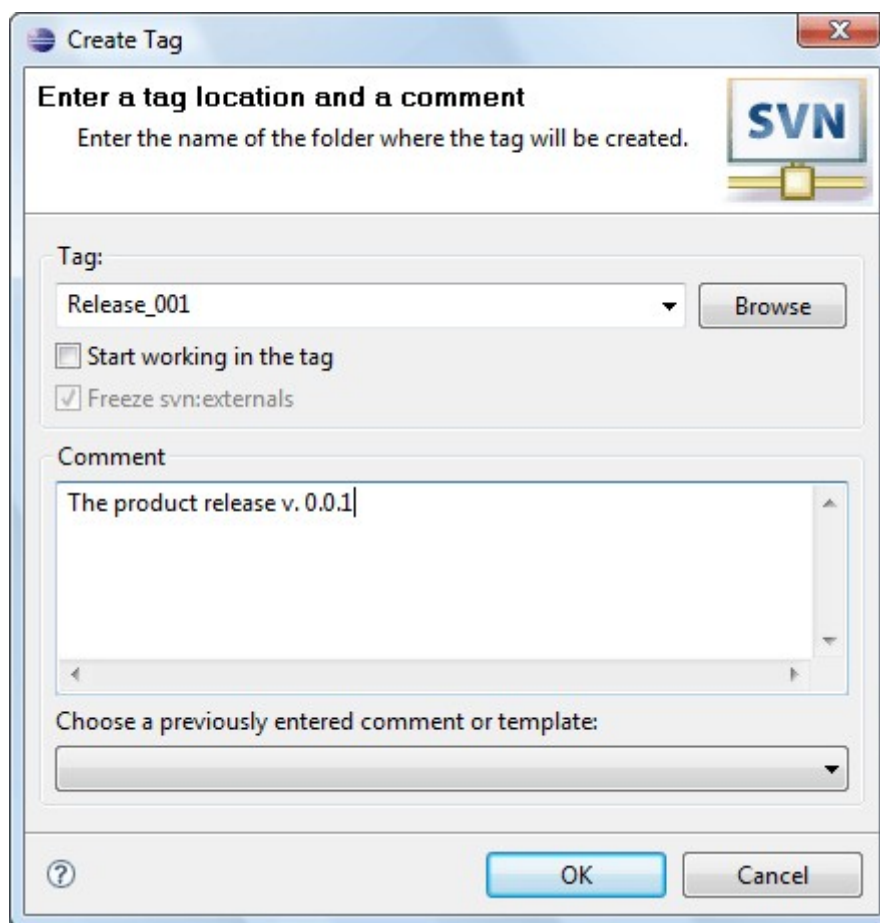 Create Tag
Enter a tag location and a comment
Enter the name of the folder where the tag will be created.
SVN
Tag:
Release_001
Browse
Start working in the tag
Freeze svn:externals
Comment
The product release v. 0.0.1
Choose a previously entered comment or template:
OK
Cancel